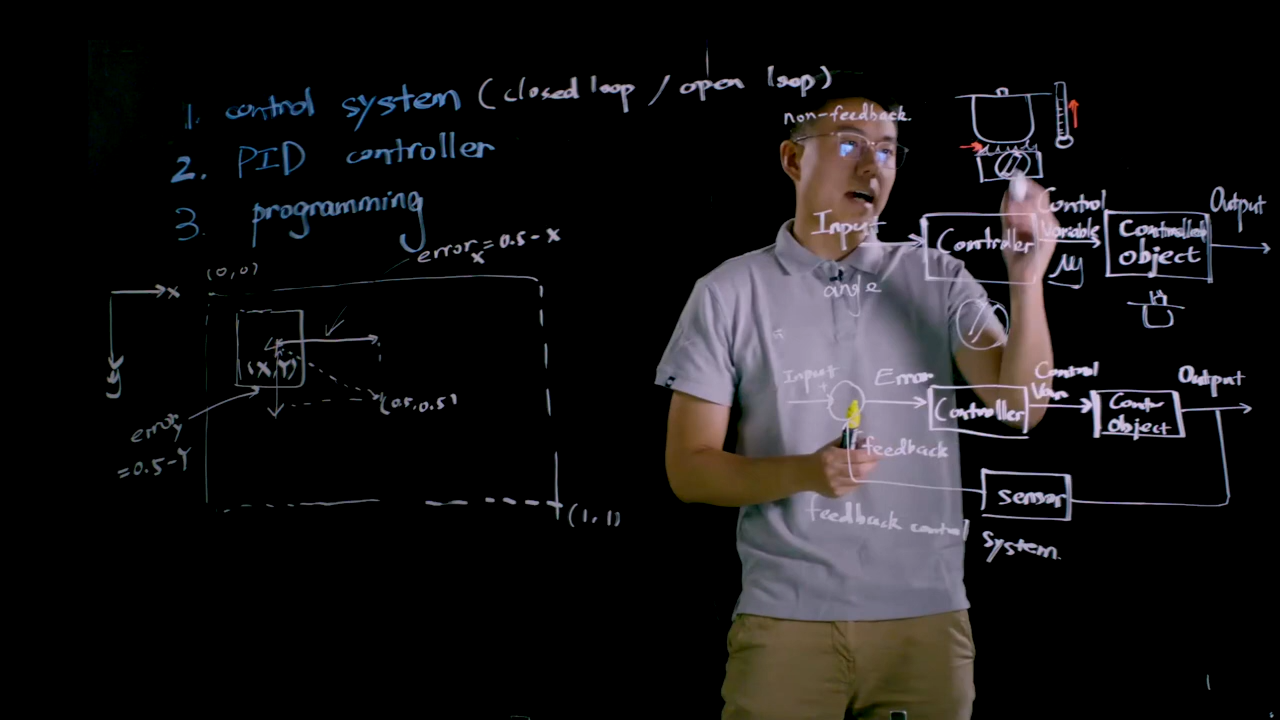 1. control system (closed loop / open loop)
2. PID controller
3. programming
error x = 0.5 - x
(0,0)
x
y
(X,Y)
(0.5, 0.5)
error y
= 0.5 - Y
(1,1)
non-feedback.
Input
angle
Controller
Control
Variable
Controlled
object
Output
Input
+
Error
Controller
Control
Contr
object
Output
feedback
sensor
feedback control
system.